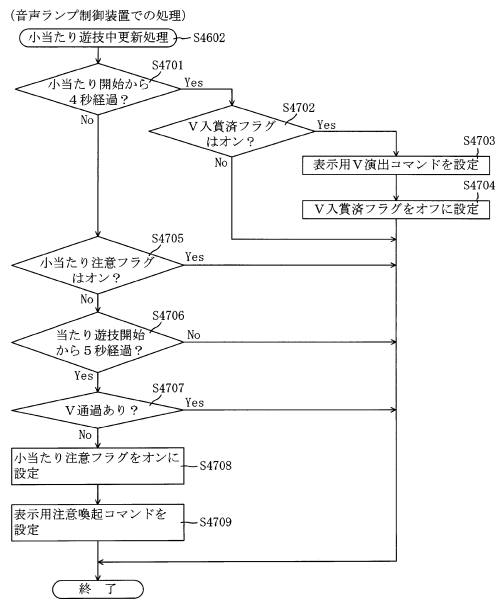 (音声ランプ制御装置での処理)
小当たり遊技中更新処理
S4602
S4701
小当たり開始から
4秒経過?
Yes
No
S4702
V入賞済フラグ
はオン?
Yes
No
S4703
表示用V演出コマンドを設定
S4704
V入賞済フラグをオフに設定
S4705
小当たり注意フラグ
はオン?
Yes
No
S4706
当たり遊技開始
から5秒経過?
No
Yes
S4707
V通過あり?
Yes
No
小当たり注意フラグをオンに
設定
S4708
表示用注意喚起コマンドを
設定
S4709
終 了